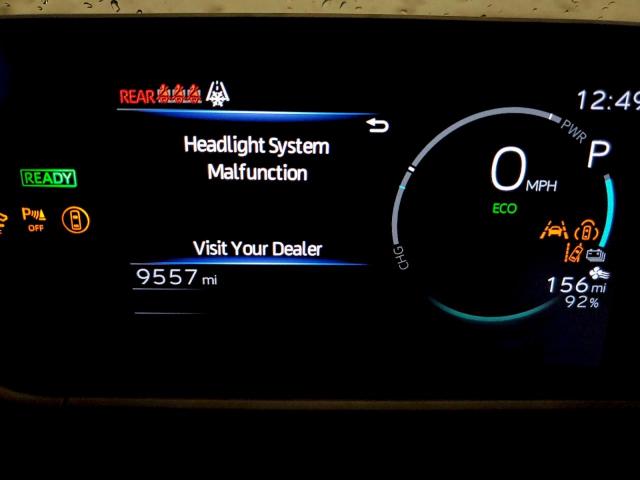 REAR
12:49
Headlight System
Malfunction
PWR
P
0 MPH
READY
ECO
P
OFF
Visit Your Dealer
CHG
9557 mi
156 mi
92%